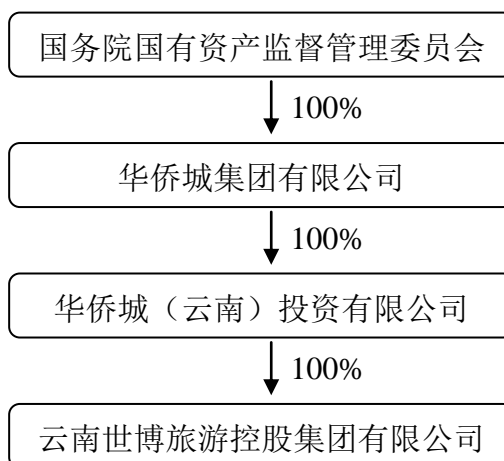 国务院国有资产监督管理委员会
100%
华侨城集团有限公司
100%
华侨城（云南）投资有限公司
100%
云南世博旅游控股集团有限公司